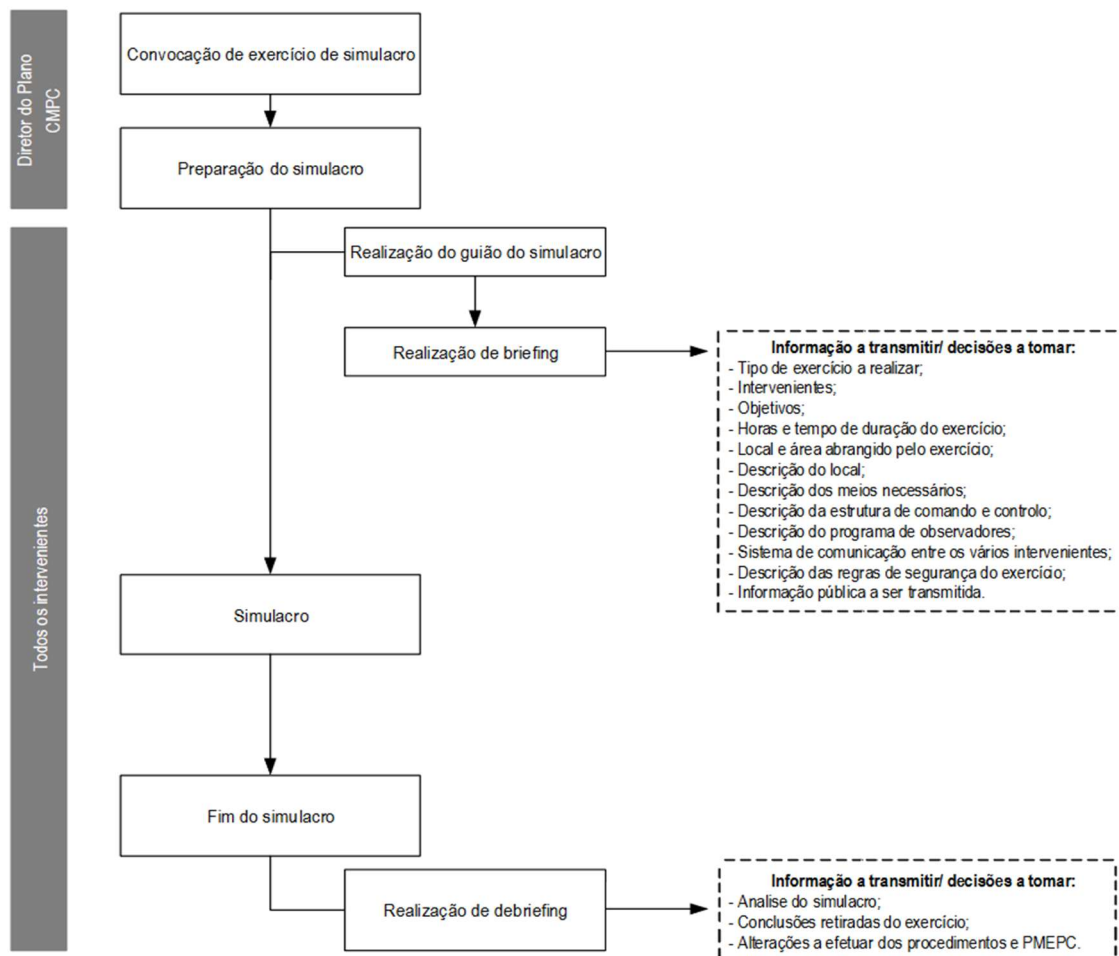 Diretor do Plano
CMPC
Convocação de exercício de simulacro
Preparação do simulacro
Todos os intervenientes
Realização do guião do simulacro
Realização de briefing
Informação a transmitir/ decisões a tomar:
- Tipo de exercício a realizar;
- Intervenientes;
- Objetivos;
- Horas e tempo de duração do exercício;
- Local e área abrangido pelo exercício;
- Descrição do local;
- Descrição dos meios necessários;
- Descrição da estrutura de comando e controlo;
- Descrição do programa de observadores;
- Sistema de comunicação entre os vários intervenientes;
- Descrição das regras de segurança do exercício;
- Informação pública a ser transmitida.
Simulacro
Fim do simulacro
Realização de debriefing
Informação a transmitir/ decisões a tomar:
- Analise do simulacro;
- Conclusões retiradas do exercício;
- Alterações a efetuar dos procedimentos e PMEPC.